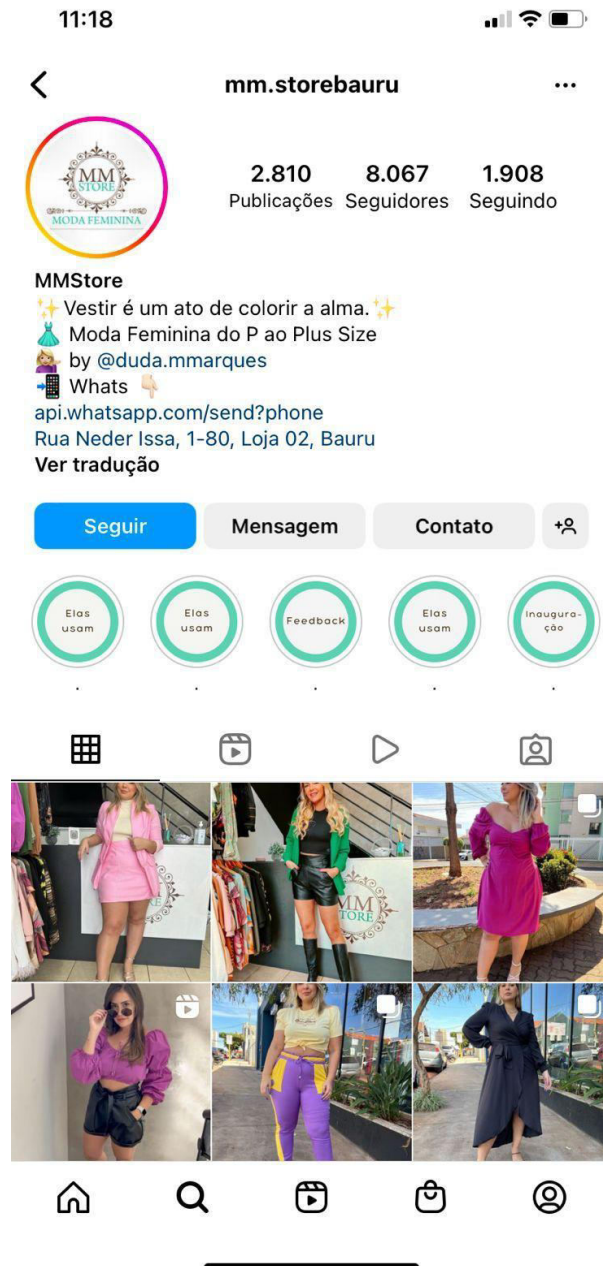 11:18
mm.storebauru
MM
STORE
MODA FEMININA
2.810 8.067 1.908
Publicações Seguidores Seguindo
MMStore
✨Vestir é um ato de colorir a alma.✨
👗 Moda Feminina do P ao Plus Size
💁🏼‍♀️ by @duda.mmarques
📲 Whats 👇🏻
api.whatsapp.com/send?phone
Rua Neder Issa, 1-80, Loja 02, Bauru
Ver tradução
Seguir Mensagem Contato
Elas
usam
Elas
usam
Feedback
Elas
usam
Inaugura-
ção
. . . . .
MM
TORE